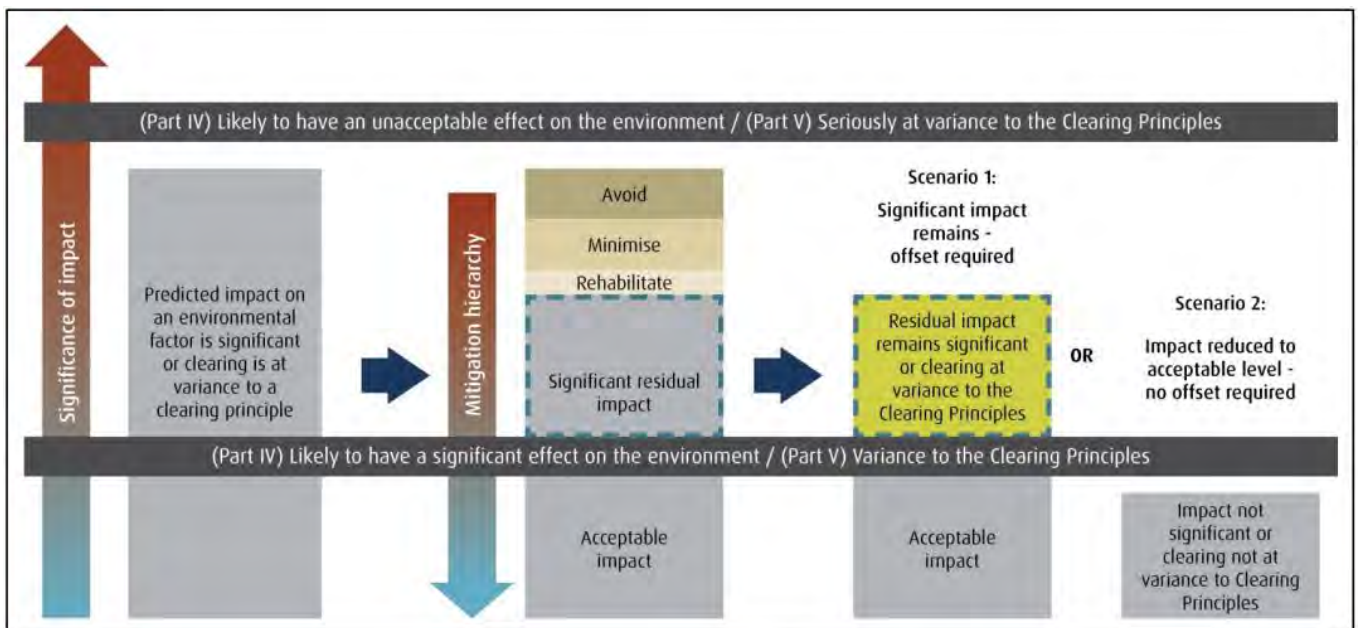 (Part IV) Likely to have an unacceptable effect on the environment / (Part V) Seriously at variance to the Clearing Principles
Significance of impact
Predicted impact on
an environmental
factor is significant
or clearing is at
variance to a
clearing principle
Mitigation hierarchy
Avoid
Minimise
Rehabilitate
Significant residual
impact
Scenario 1:
Significant impact
remains -
offset required
Residual impact
remains significant
or clearing at
variance to the
Clearing Principles
OR
Scenario 2:
Impact reduced to
acceptable level -
no offset required
(Part IV) Likely to have a significant effect on the environment / (Part V) Variance to the Clearing Principles
Acceptable
impact
Acceptable
impact
Impact not
significant or
clearing not at
variance to Clearing
Principles